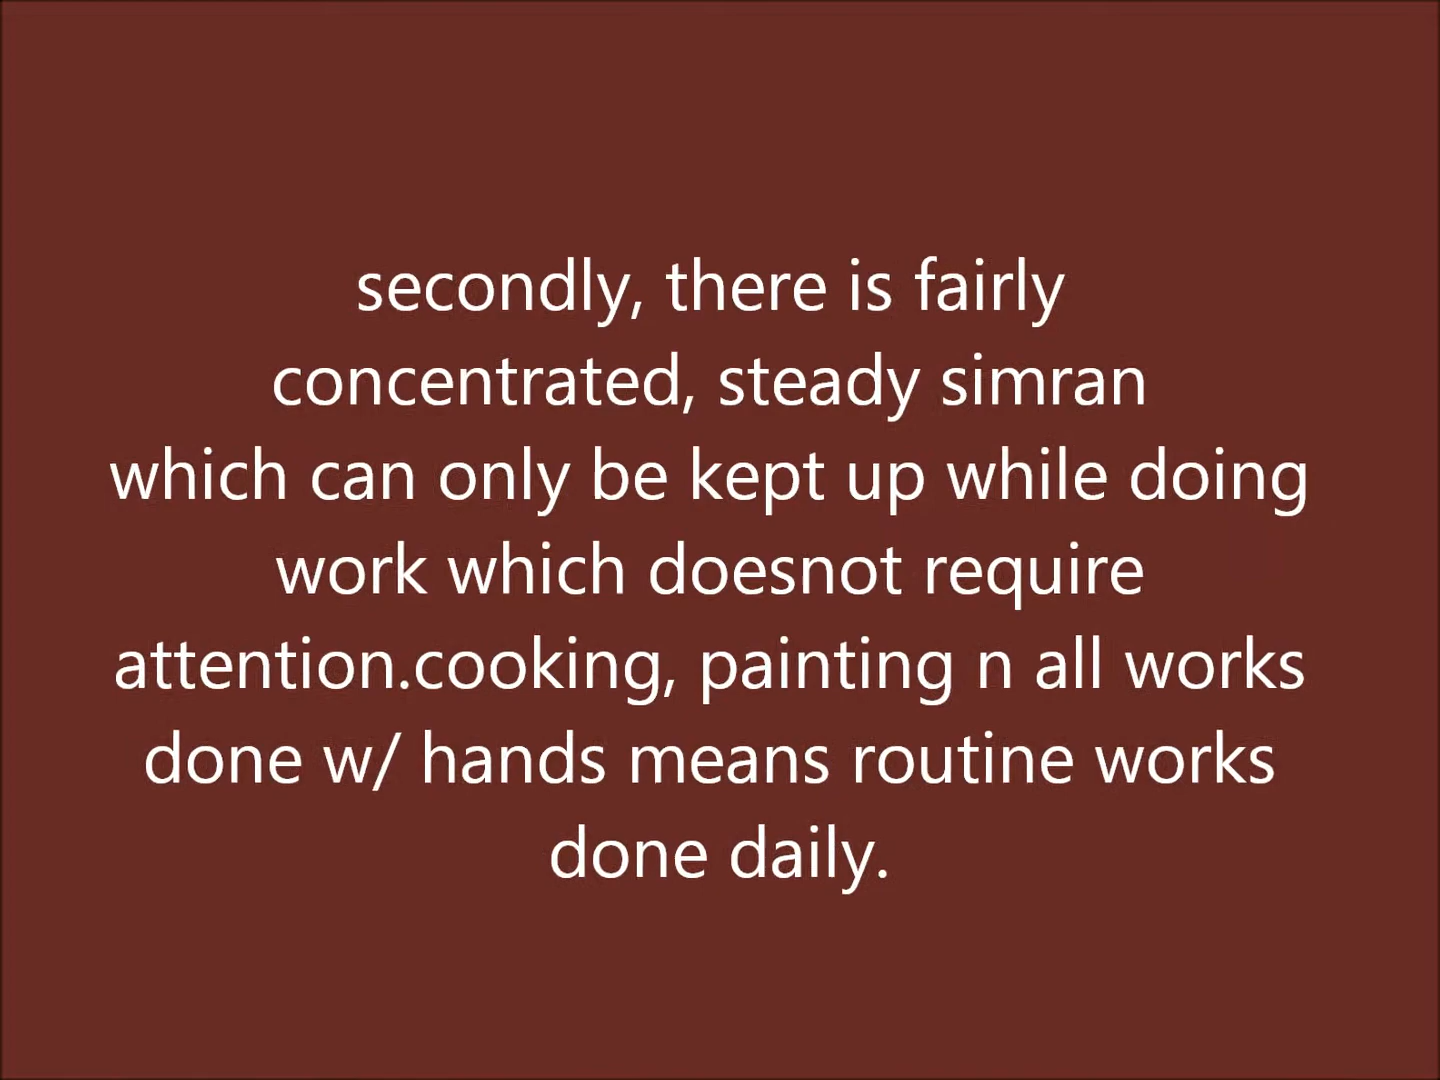 secondly, there is fairly
concentrated, steady simran
which can only be kept up while doing
work which doesnot require
attention.cooking, painting n all works
done w/ hands means routine works
done daily.